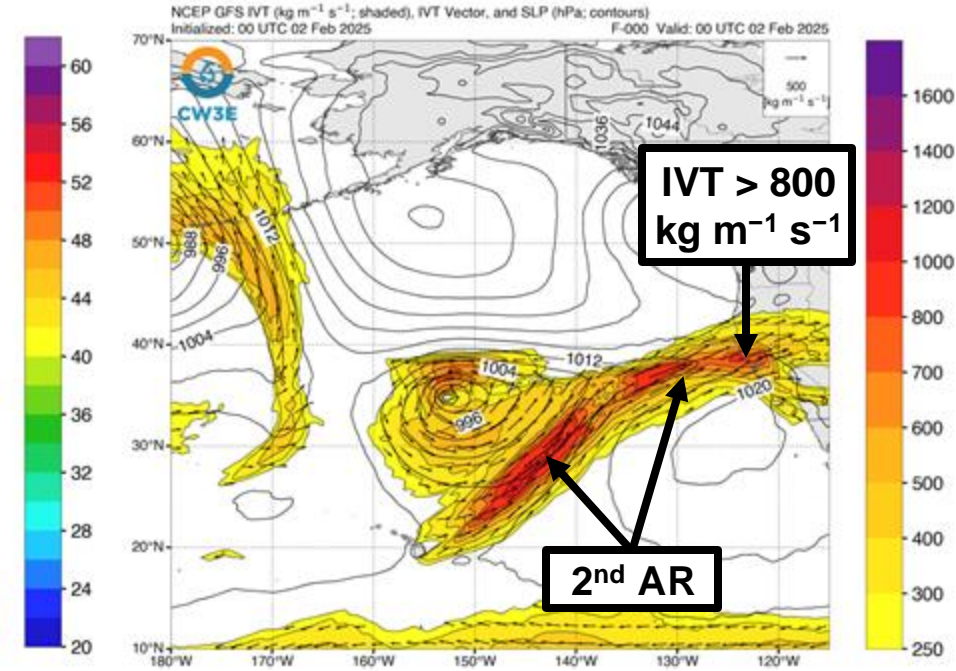 NCEP GFS IVT (kg m⁻¹ s⁻¹; shaded), IVT Vector, and SLP (hPa; contours)
Initialized: 00 UTC 02 Feb 2025
F-000 Valid: 00 UTC 02 Feb 2025
CW3E
500
[kg m⁻¹ s⁻¹]
60
56
52
48
44
40
36
32
28
24
20
70°N
60°N
50°N
40°N
30°N
20°N
10°N
1036
1044
1012
988
996
1004
1004
1012
996
1020
IVT > 800
kg m⁻¹ s⁻¹
2nd AR
180°W
170°W
160°W
150°W
140°W
130°W
120°W
1600
1400
1200
1000
800
700
600
500
400
300
250